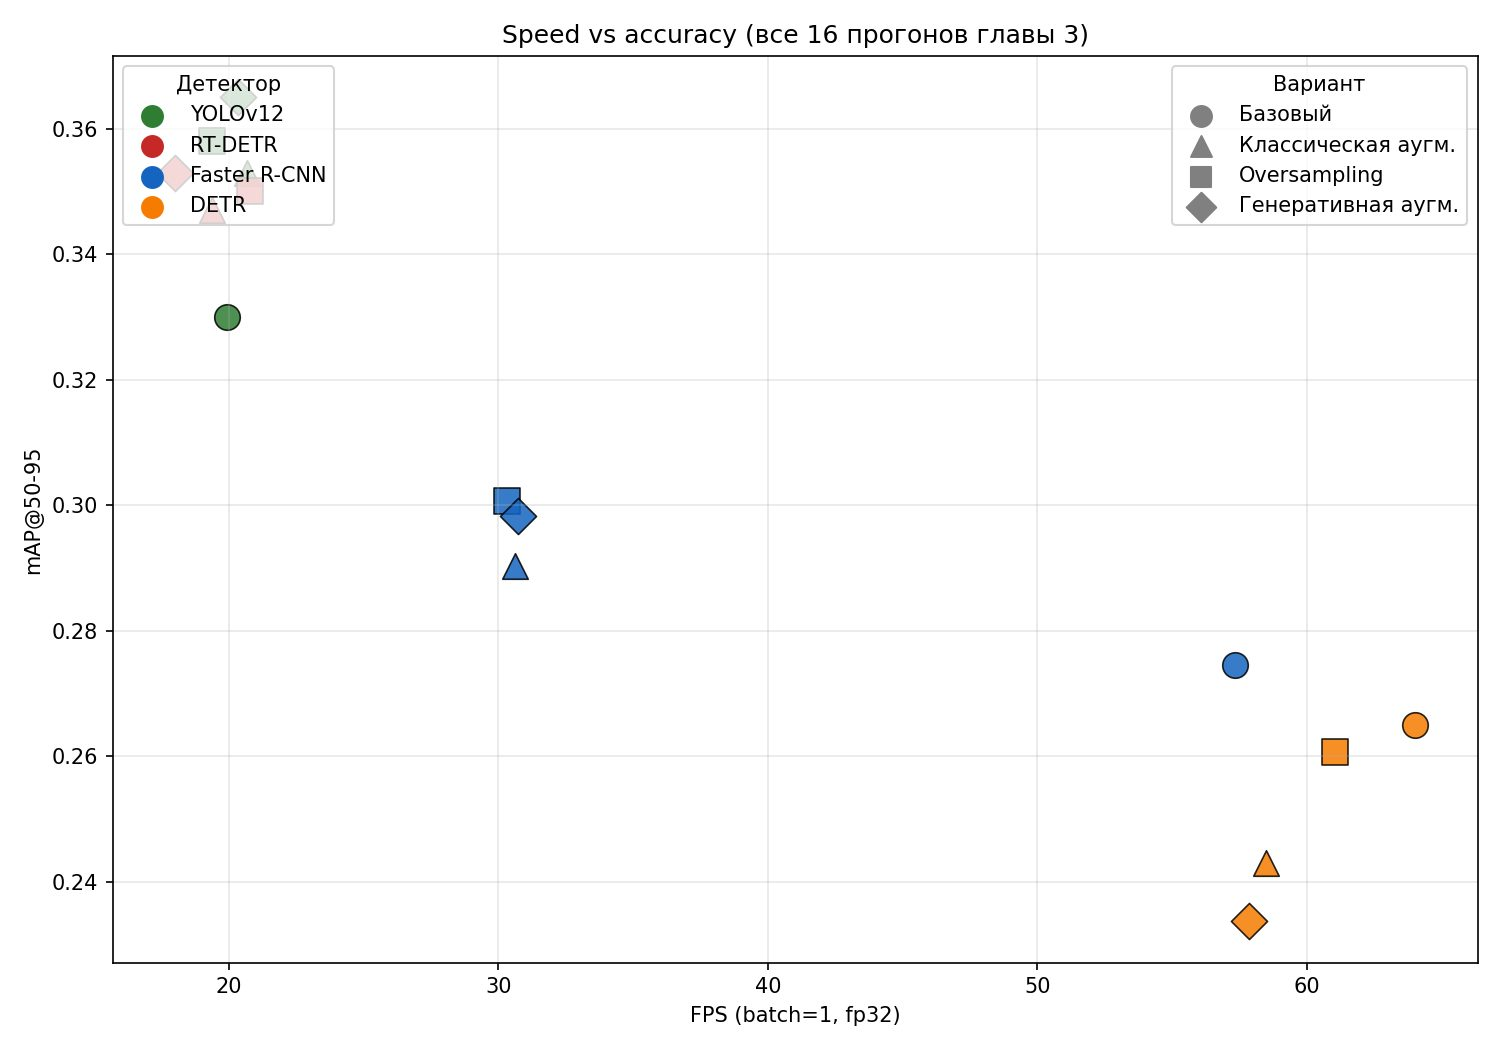 Speed vs accuracy (все 16 прогонов главы 3)
Детектор
YOLOv12
RT-DETR
Faster R-CNN
DETR
Вариант
Базовый
Классическая аугм.
Oversampling
Генеративная аугм.
mAP@50-95
0.36
0.34
0.32
0.30
0.28
0.26
0.24
20 30 40 50 60
FPS (batch=1, fp32)